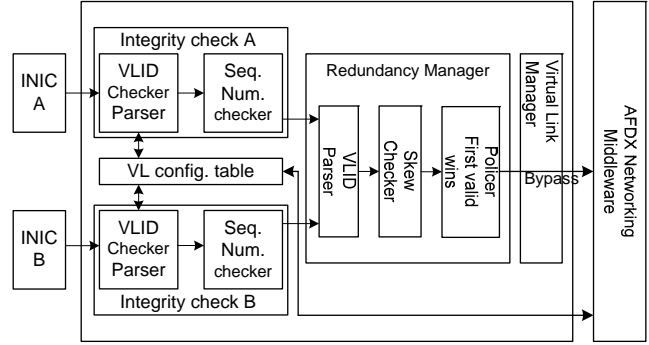 Integrity check A
INIC
A
VLID
Checker
Parser
Seq.
Num.
checker
VL config. table
INIC
B
VLID
Checker
Parser
Seq.
Num.
checker
Integrity check B
Redundancy Manager
VLID
Parser
Skew
Checker
Policer
First valid
wins
Virtual Link
Manager
Bypass
AFDX Networking
Middleware